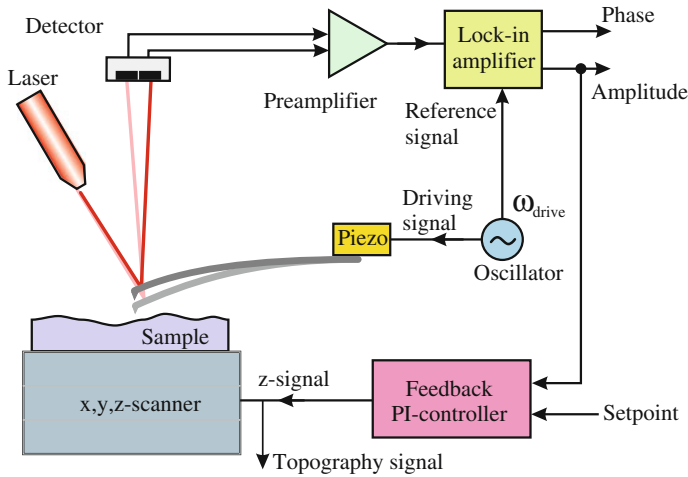 Detector
Laser
Preamplifier
Lock-in
amplifier
Phase
Amplitude
Reference
signal
Driving
signal
ω drive
Piezo
Oscillator
Sample
x,y,z-scanner
z-signal
Feedback
PI-controller
Setpoint
Topography signal